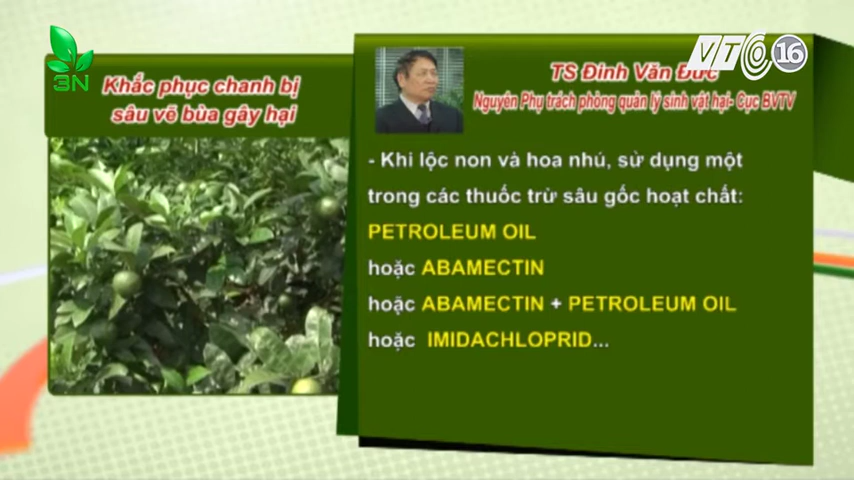 3N
VTC 16
Khắc phục chanh bị
sâu vẽ bùa gây hại
TS Đinh Văn Đức
Nguyên Phụ trách phòng quản lý sinh vật hại- Cục BVTV
- Khi lộc non và hoa nhú, sử dụng một
trong các thuốc trừ sâu gốc hoạt chất:
PETROLEUM OIL
hoặc ABAMECTIN
hoặc ABAMECTIN + PETROLEUM OIL
hoặc IMIDACHLOPRID...